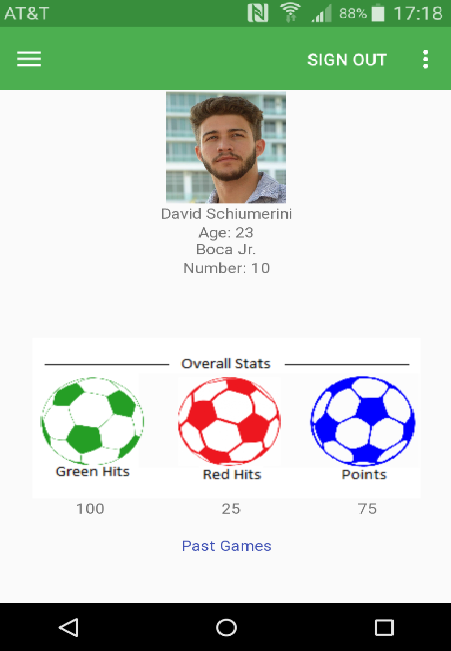 AT&T 88% 17:18
SIGN OUT
David Schiumerini
Age: 23
Boca Jr.
Number: 10
Overall Stats
Green Hits Red Hits Points
100 25 75
Past Games